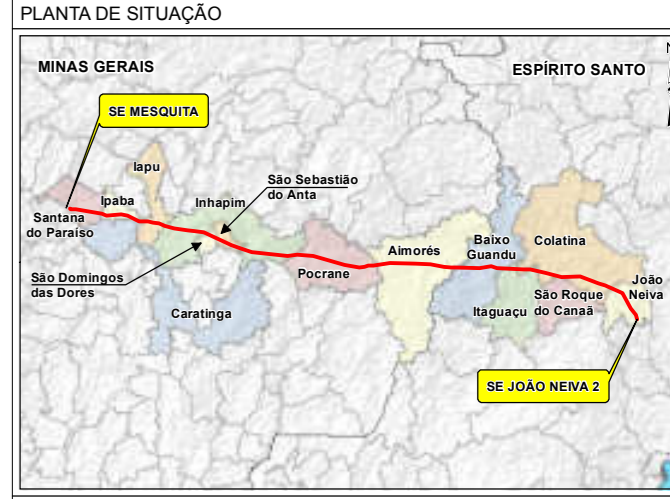 PLANTA DE SITUAÇÃO
MINAS GERAIS
ESPÍRITO SANTO
SE MESQUITA
Iapu
São Sebastião
do Anta
Ipaba
Inhapim
Santana
do Paraíso
Aimorés
Baixo
Guandu
Colatina
João
Neiva
São Domingos
das Dores
Pocrane
Caratinga
Itaguaçu
São Roque
do Canaã
SE JOÃO NEIVA 2